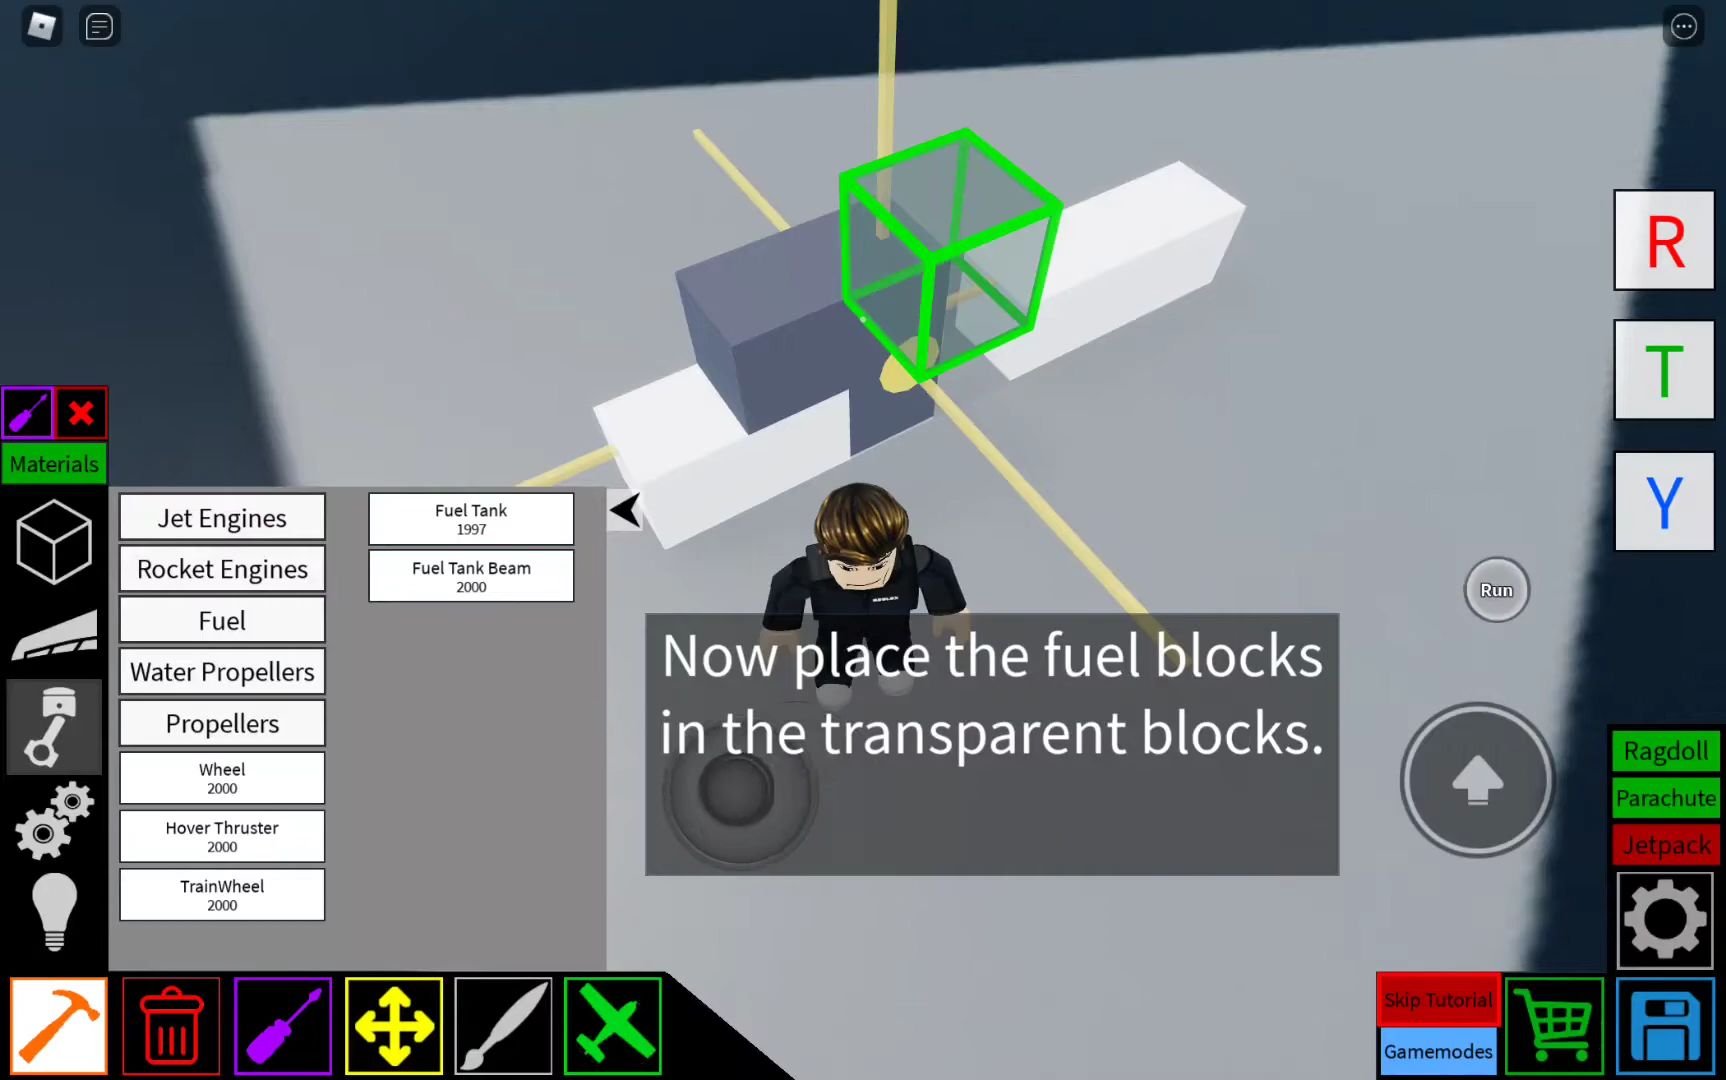 R
T
Y
Materials
Jet Engines
Rocket Engines
Fuel
Water Propellers
Propellers
Wheel
2000
Hover Thruster
2000
TrainWheel
2000
Fuel Tank
1997
Fuel Tank Beam
2000
Now place the fuel blocks
in the transparent blocks.
Run
Ragdoll
Parachute
Jetpack
Skip Tutorial
Gamemodes